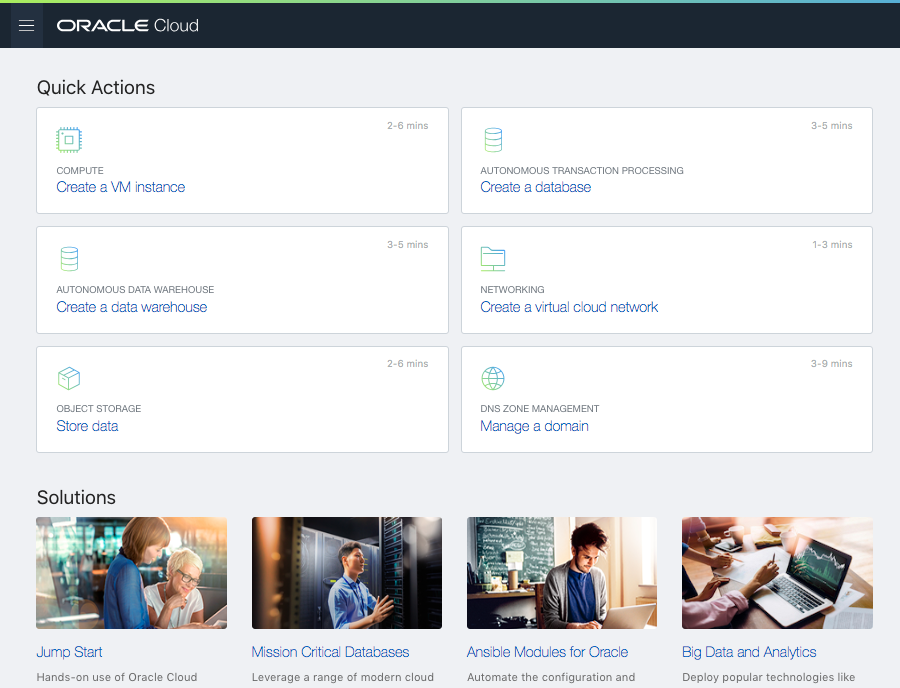 ORACLE Cloud
Quick Actions
2-6 mins
COMPUTE
Create a VM instance
3-5 mins
AUTONOMOUS TRANSACTION PROCESSING
Create a database
3-5 mins
AUTONOMOUS DATA WAREHOUSE
Create a data warehouse
1-3 mins
NETWORKING
Create a virtual cloud network
2-6 mins
OBJECT STORAGE
Store data
3-9 mins
DNS ZONE MANAGEMENT
Manage a domain
Solutions
Jump Start
Hands-on use of Oracle Cloud
Mission Critical Databases
Leverage a range of modern cloud
Ansible Modules for Oracle
Automate the configuration and
Big Data and Analytics
Deploy popular technologies like